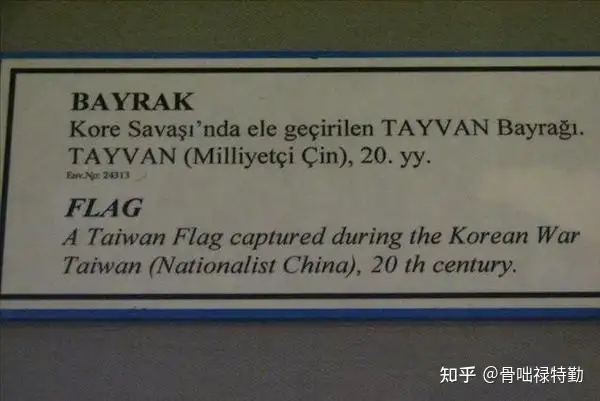 BAYRAK
Kore Savaşı'nda ele geçirilen TAYVAN Bayrağı.
TAYVAN (Milliyetçi Çin), 20. yy.
Env.No: 24313
FLAG
A Taiwan Flag captured during the Korean War
Taiwan (Nationalist China), 20 th century.
知乎 @骨咄禄特勤